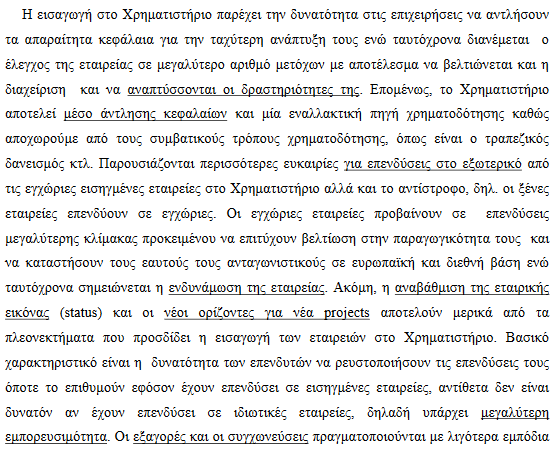 Η εισαγωγή στο Χρηματιστήριο παρέχει την δυνατότητα στις επιχειρήσεις να αντλήσουν
τα απαραίτητα κεφάλαια για την ταχύτερη ανάπτυξη τους ενώ ταυτόχρονα διανέμεται ο
έλεγχος της εταιρείας σε μεγαλύτερο αριθμό μετόχων με αποτέλεσμα να βελτιώνεται και η
διαχείριση και να αναπτύσσονται οι δραστηριότητες της. Επομένως, το Χρηματιστήριο
αποτελεί μέσο άντλησης κεφαλαίων και μία εναλλακτική πηγή χρηματοδότησης καθώς
αποχωρούμε από τους συμβατικούς τρόπους χρηματοδότησης, όπως είναι ο τραπεζικός
δανεισμός κτλ. Παρουσιάζονται περισσότερες ευκαιρίες για επενδύσεις στο εξωτερικό από
τις εγχώριες εισηγμένες εταιρείες στο Χρηματιστήριο αλλά και το αντίστροφο, δηλ. οι ξένες
εταιρείες επενδύουν σε εγχώριες. Οι εγχώριες εταιρείες προβαίνουν σε επενδύσεις
μεγαλύτερης κλίμακας προκειμένου να επιτύχουν βελτίωση στην παραγωγικότητα τους και
να καταστήσουν τους εαυτούς τους ανταγωνιστικούς σε ευρωπαϊκή και διεθνή βάση ενώ
ταυτόχρονα σημειώνεται η ενδυνάμωση της εταιρείας. Ακόμη, η αναβάθμιση της εταιρικής
εικόνας (status) και οι νέοι ορίζοντες για νέα projects αποτελούν μερικά από τα
πλεονεκτήματα που προσδίδει η εισαγωγή των εταιρειών στο Χρηματιστήριο. Βασικό
χαρακτηριστικό είναι η δυνατότητα των επενδυτών να ρευστοποιήσουν τις επενδύσεις τους
όποτε το επιθυμούν εφόσον έχουν επενδύσει σε εισηγμένες εταιρείες, αντίθετα δεν είναι
δυνατόν αν έχουν επενδύσει σε ιδιωτικές εταιρείες, δηλαδή υπάρχει μεγαλύτερη
εμπορευσιμότητα. Οι εξαγορές και οι συγχωνεύσεις πραγματοποιούνται με λιγότερα εμπόδια